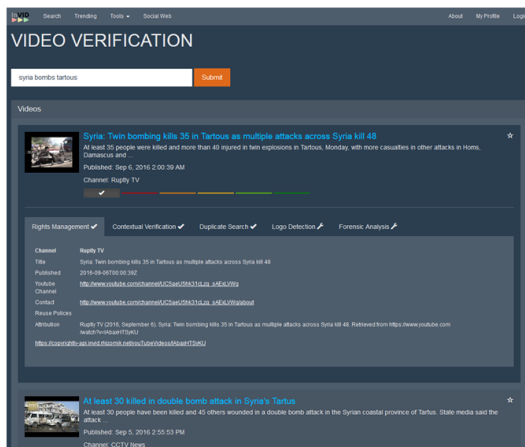 InVID Search Trending Tools Social Web About My Profile
VIDEO VERIFICATION
syria bombs tartous Submit
Videos
Syria: Twin bombing kills 35 in Tartous as multiple attacks across Syria kill 48
At least 35 people were killed and more than 40 injured in twin explosions in Tartous, Monday, with more casualties in other attacks in Homs,
Damascus and ...
Published: Sep 6, 2016 2:00:39 AM
Channel: Ruptly TV
Rights Management Contextual Verification Duplicate Search Logo Detection Forensic Analysis
Channel Ruptly TV
Title Syria: Twin bombing kills 35 in Tartous as multiple attacks across Syria kill 48
Published 2016-09-06T00:00:39Z
Youtube
Channel
Contact
Reuse Polices
Attribution Ruptly TV (2016, September 6). Syria: Twin bombing kills 35 in Tartous as multiple attacks across Syria kill 48. Retrieved from https://www.youtube.com
At least 30 killed in double bomb attack in Syria's Tartus
At least 30 people have been killed and 45 others wounded in a double bomb attack in the Syrian coastal province of Tartus. State media said the
attack ...
Published: Sep 5, 2016 2:55:53 PM
Channel: CCTV News